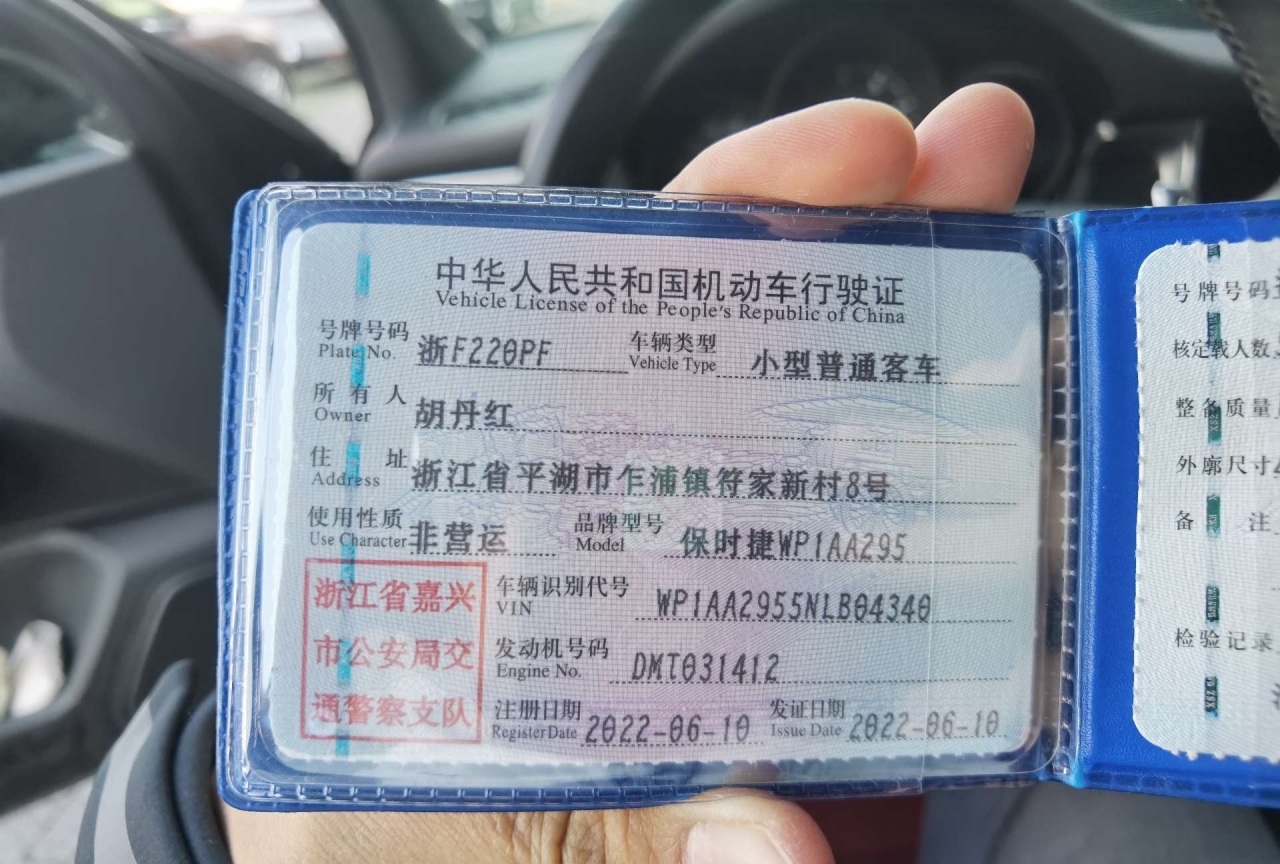 中华人民共和国机动车行驶证
Vehicle License of the People's Republic of China
号牌号码 浙F220PF 车辆类型 小型普通客车
Plate No. Vehicle Type
所有人 胡丹红
Owner
住址 浙江省平湖市乍浦镇符家新村8号
Address
使用性质 非营运 品牌型号 保时捷WP1AA295
Use Character Model
浙江省嘉兴
市公安局交
通警察支队
车辆识别代号 WP1AA2955NLB04340
VIN
发动机号码 DMT031412
Engine No.
注册日期 2022-06-10 发证日期 2022-06-10
Register Date Issue Date
号牌号码
核定载人数
整备质量
外廓尺寸
备注
检验记录